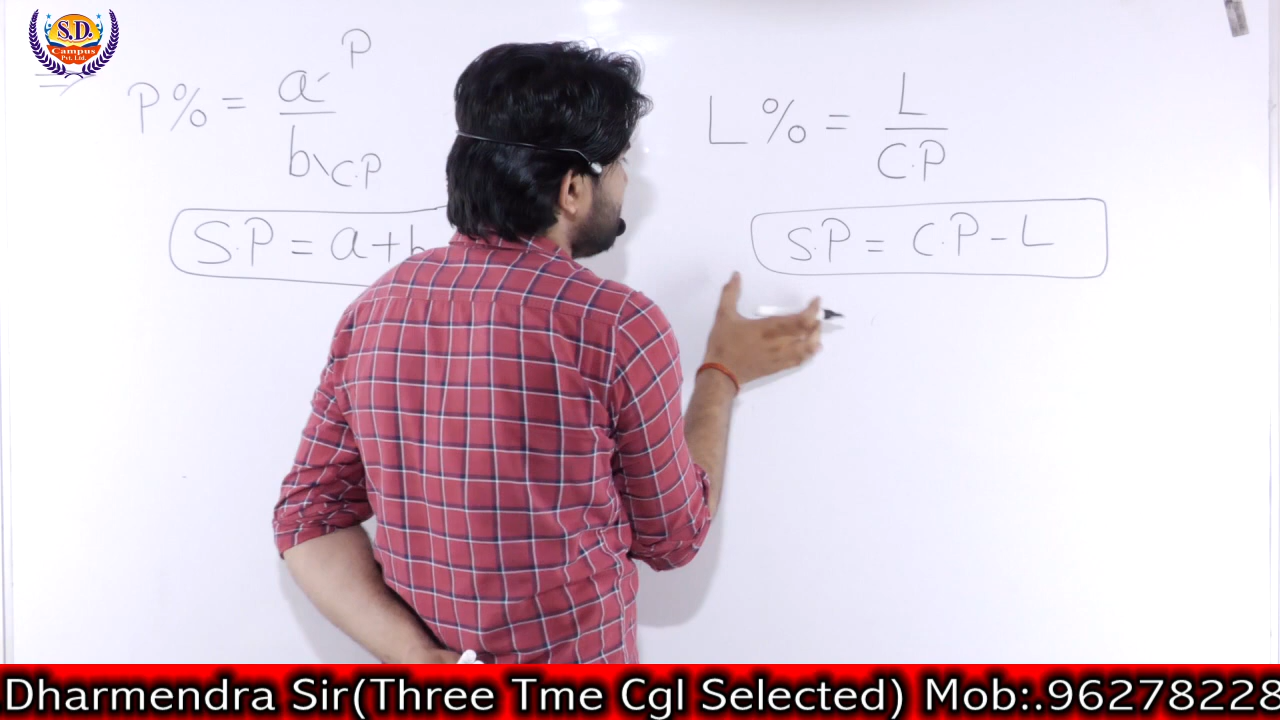 S.D.
Campus
Pvt. Ltd.
P% = a/b
P
C.P
S.P = a+b
L% = L/C.P
S.P = C.P - L
Dharmendra Sir(Three Tme Cgl Selected) Mob:.96278228